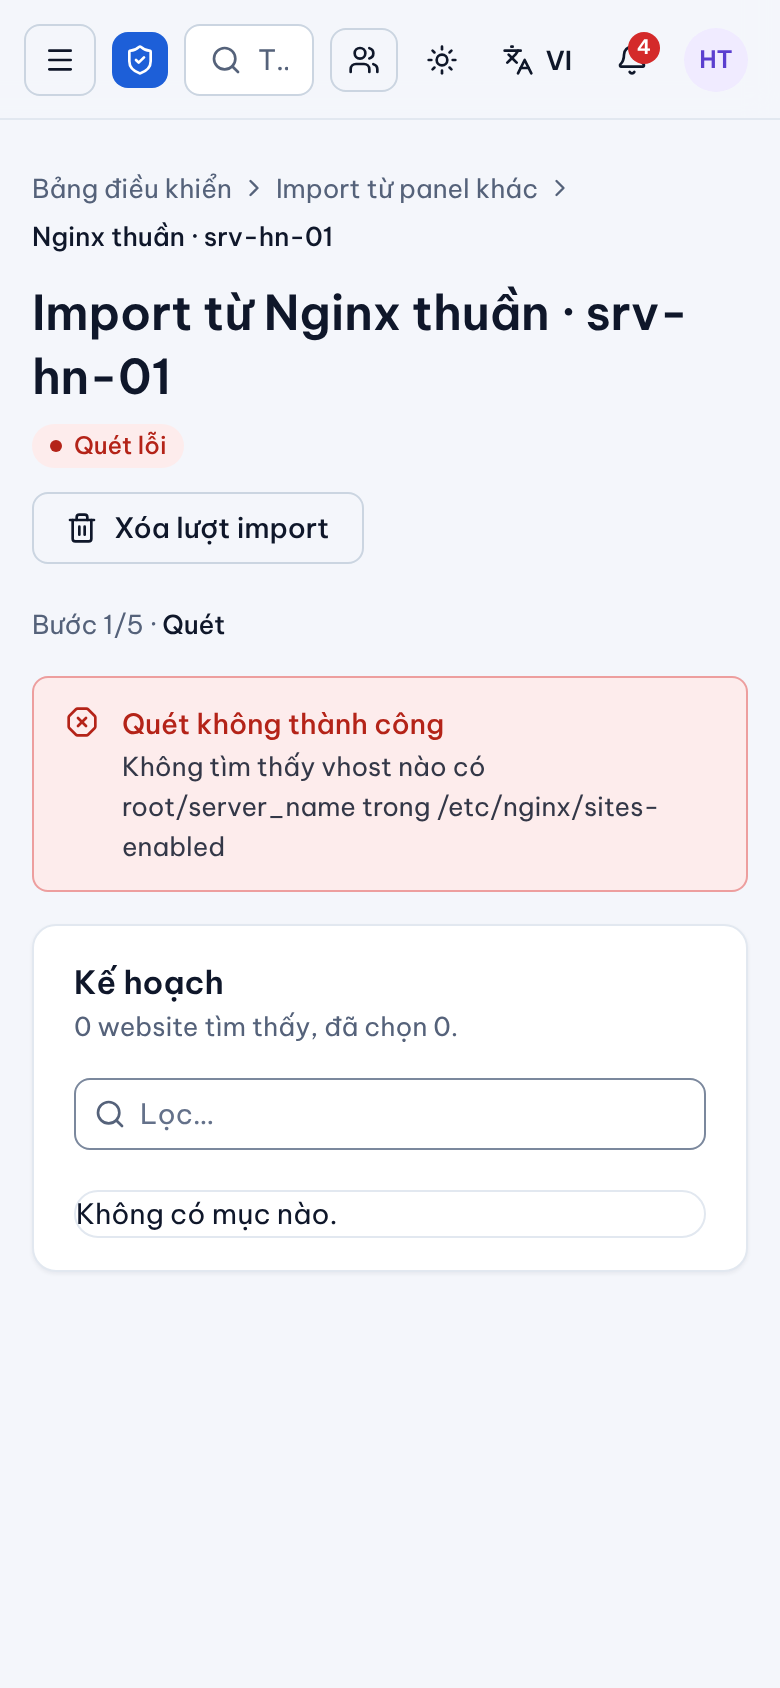 T..
VI
4
HT
Bảng điều khiển
Import từ panel khác
Nginx thuần · srv-hn-01
Import từ Nginx thuần · srv-
hn-01
Quét lỗi
Xóa lượt import
Bước 1/5 · Quét
Quét không thành công
Không tìm thấy vhost nào có
root/server_name trong /etc/nginx/sites-
enabled
Kế hoạch
0 website tìm thấy, đã chọn 0.
Lọc...
Không có mục nào.